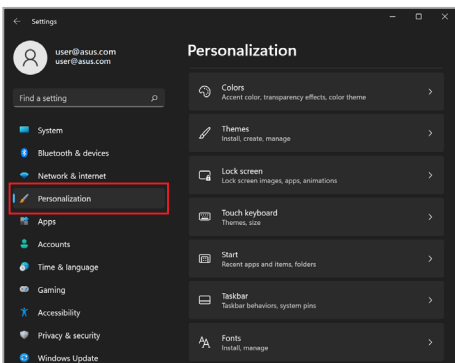 Settings
user@asus.com
user@asus.com
Find a setting
System
Bluetooth & devices
Network & internet
Personalization
Apps
Accounts
Time & language
Gaming
Accessibility
Privacy & security
Windows Update
Personalization
Colors
Accent color, transparency effects, color theme
Themes
Install, create, manage
Lock screen
Lock screen images, apps, animations
Touch keyboard
Themes, size
Start
Recent apps and items, folders
Taskbar
Taskbar behaviors, system pins
Fonts
Install, manage